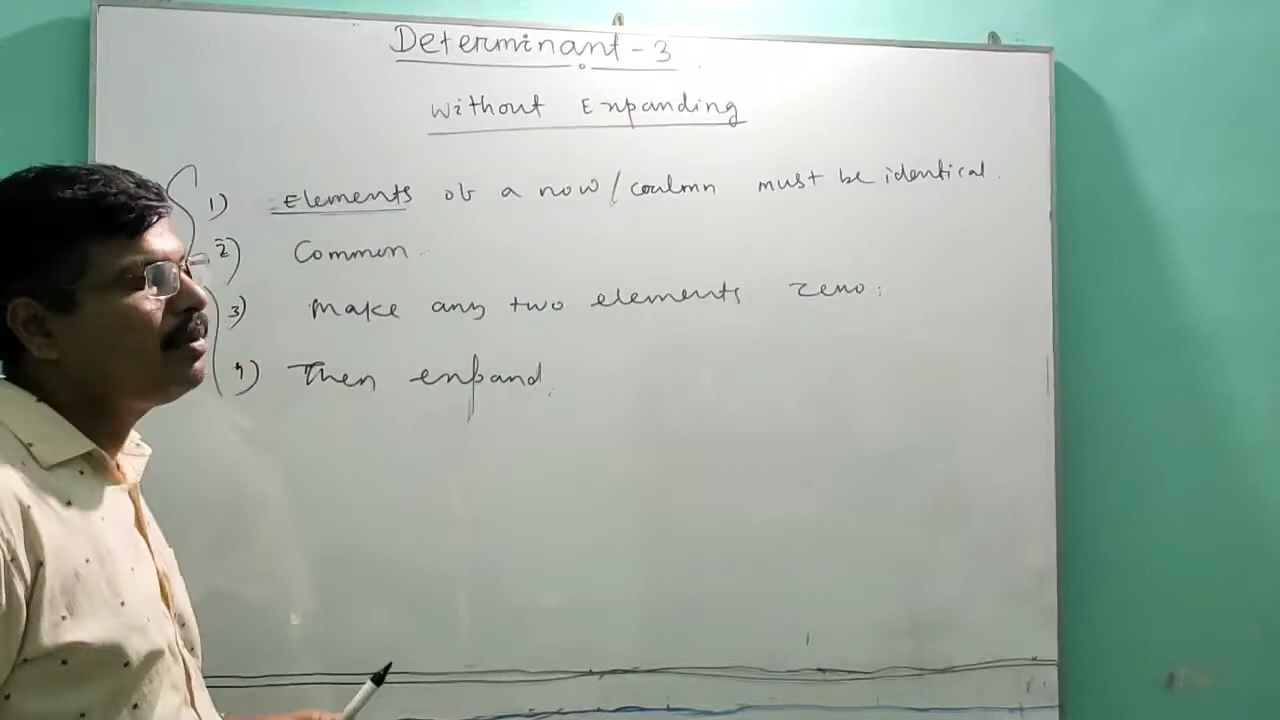 Determinant - 3
Without Expanding
1) Elements of a row / coulmn must be identical.
2) Common
3) Make any two elements zero.
4) Then expand.